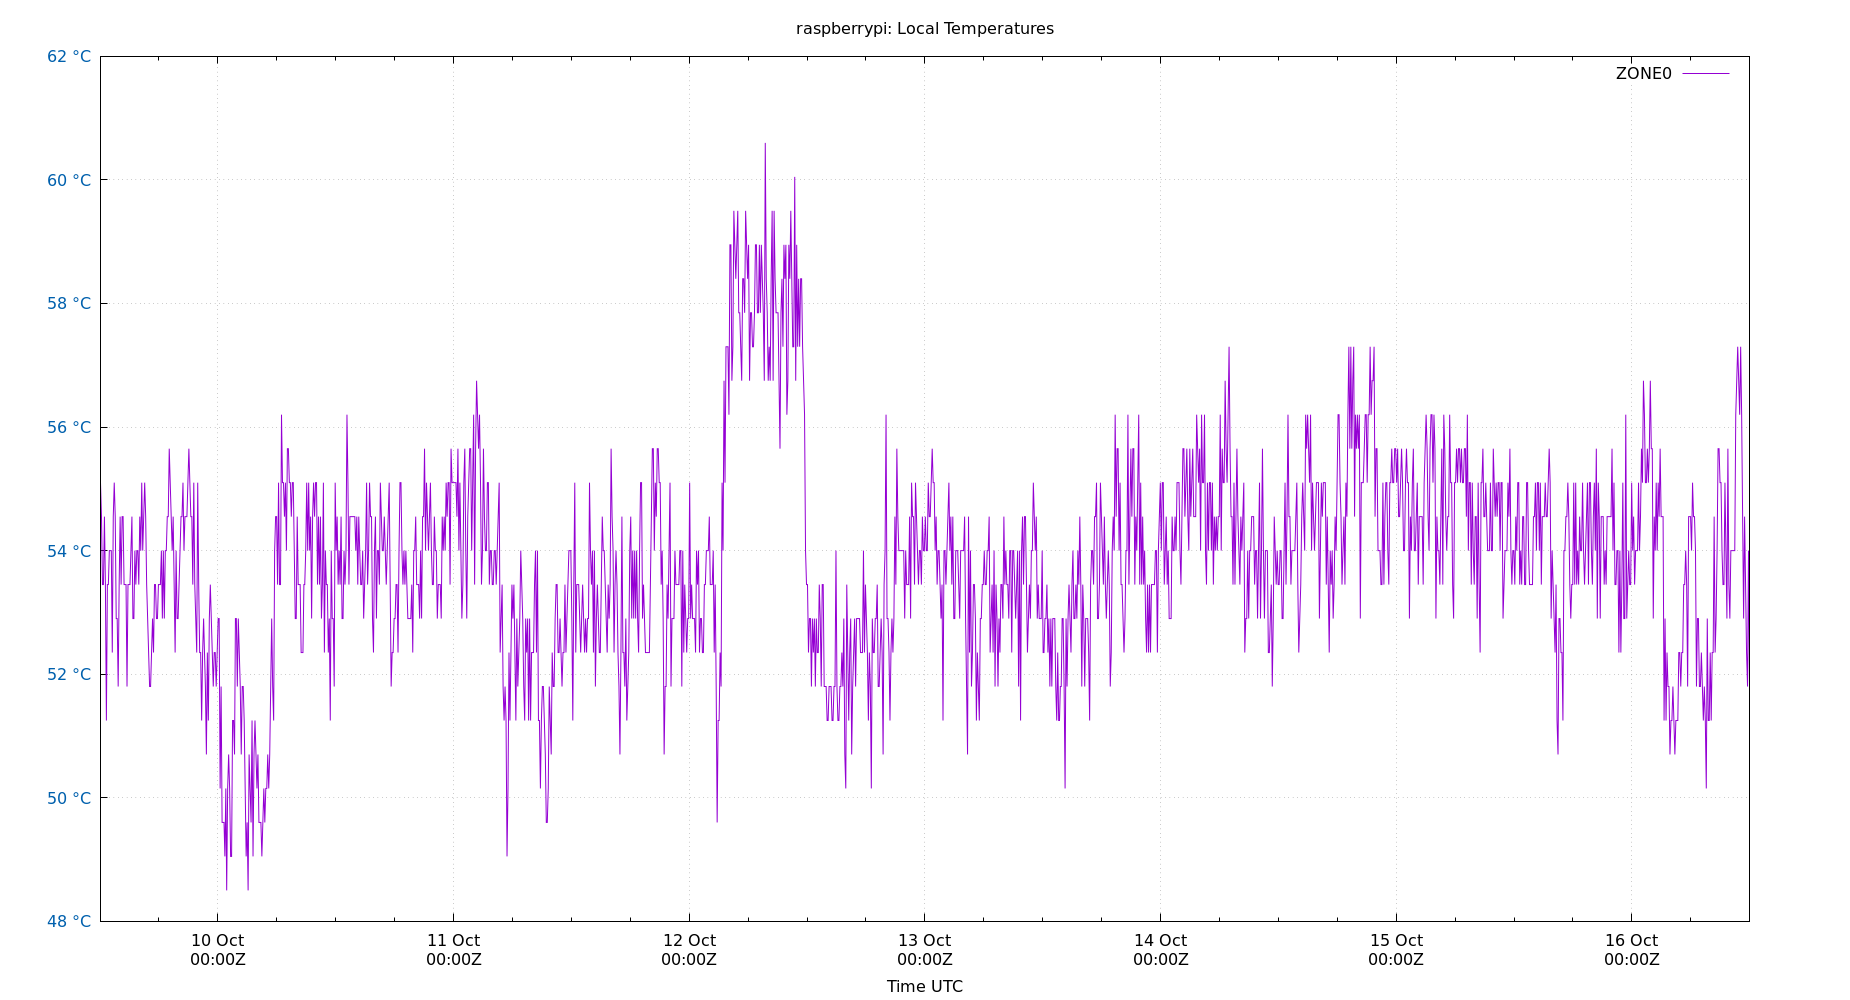 raspberrypi: Local Temperatures
62 °C
ZONE0
60 °C
58 °C
56 °C
54 °C
52 °C
50 °C
48 °C
10 Oct 11 Oct 12 Oct 13 Oct 14 Oct 15 Oct 16 Oct
00:00Z 00:00Z 00:00Z 00:00Z 00:00Z 00:00Z 00:00Z
Time UTC